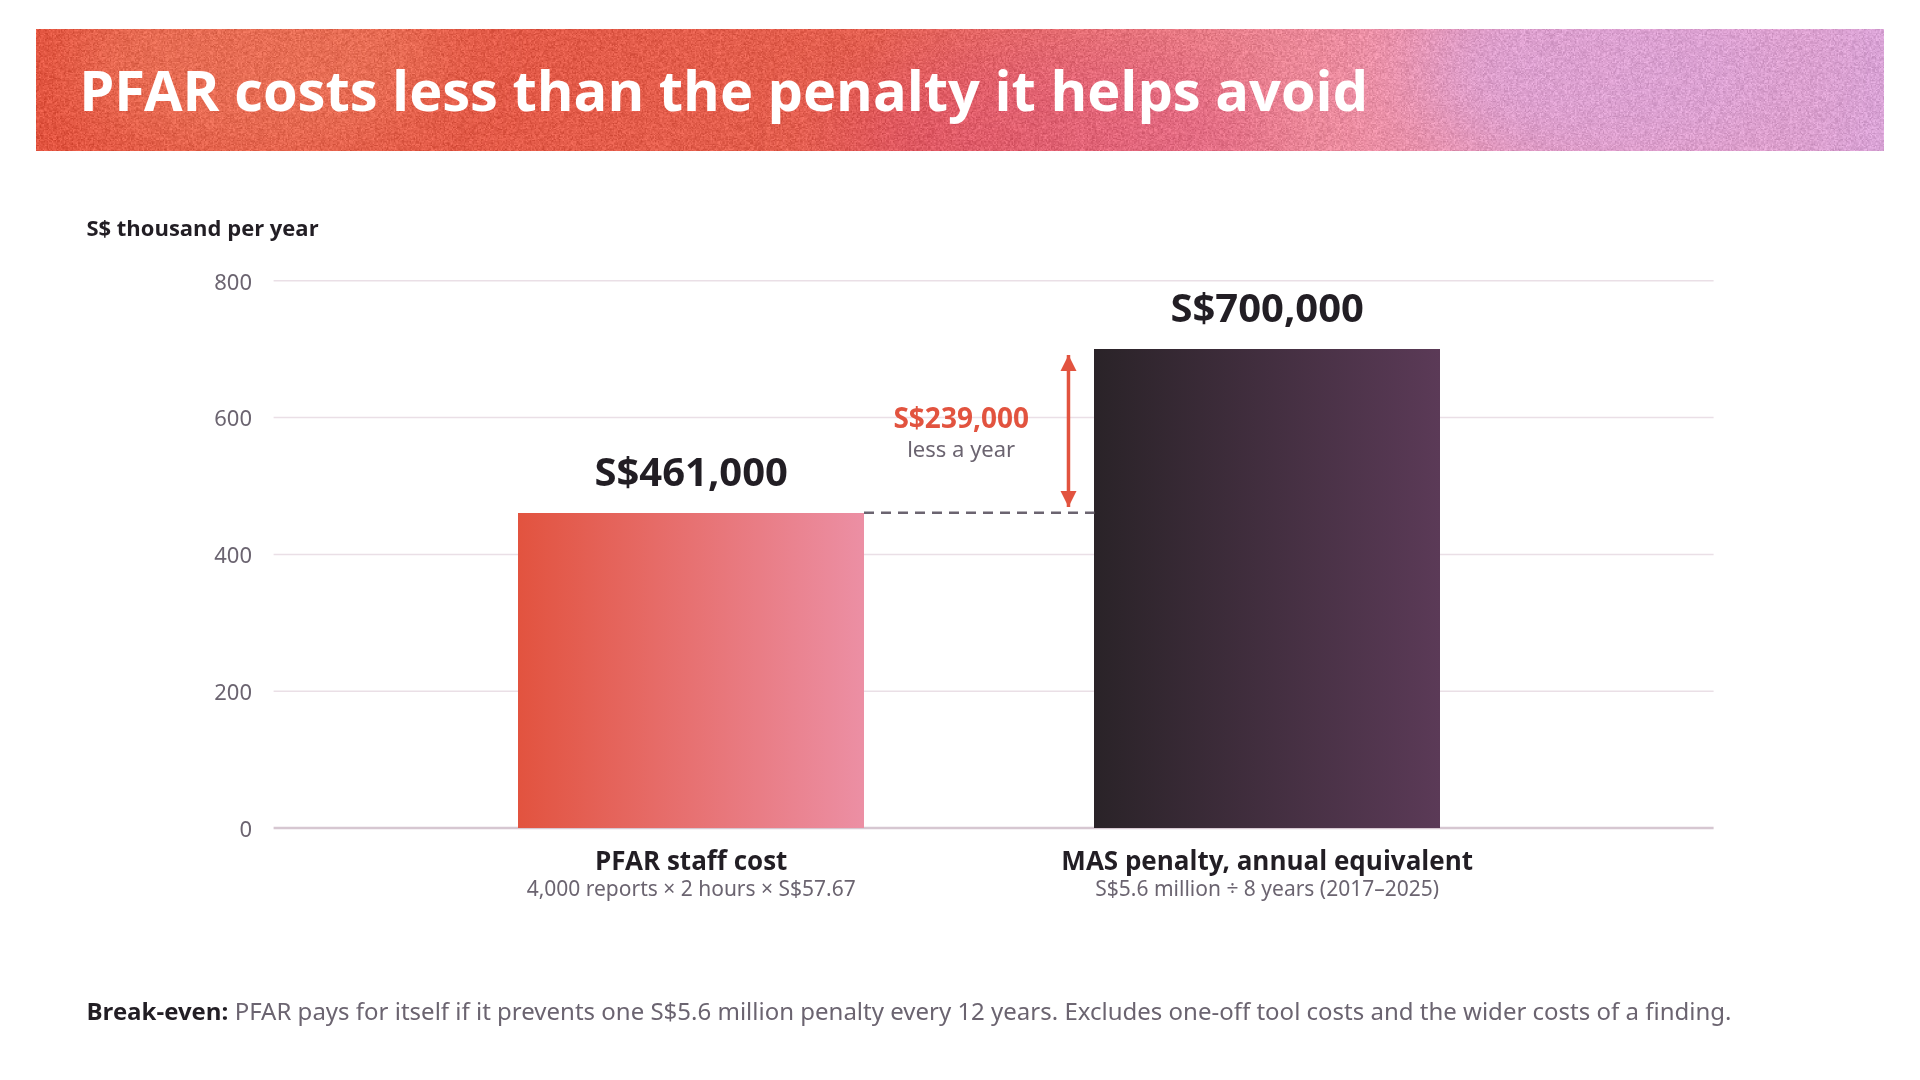 PFAR costs less than the penalty it helps avoid
S$ thousand per year
800
600
400
200
0
S$461,000
S$239,000
less a year
S$700,000
PFAR staff cost
4,000 reports × 2 hours × S$57.67
MAS penalty, annual equivalent
S$5.6 million ÷ 8 years (2017–2025)
Break-even: PFAR pays for itself if it prevents one S$5.6 million penalty every 12 years. Excludes one-off tool costs and the wider costs of a finding.